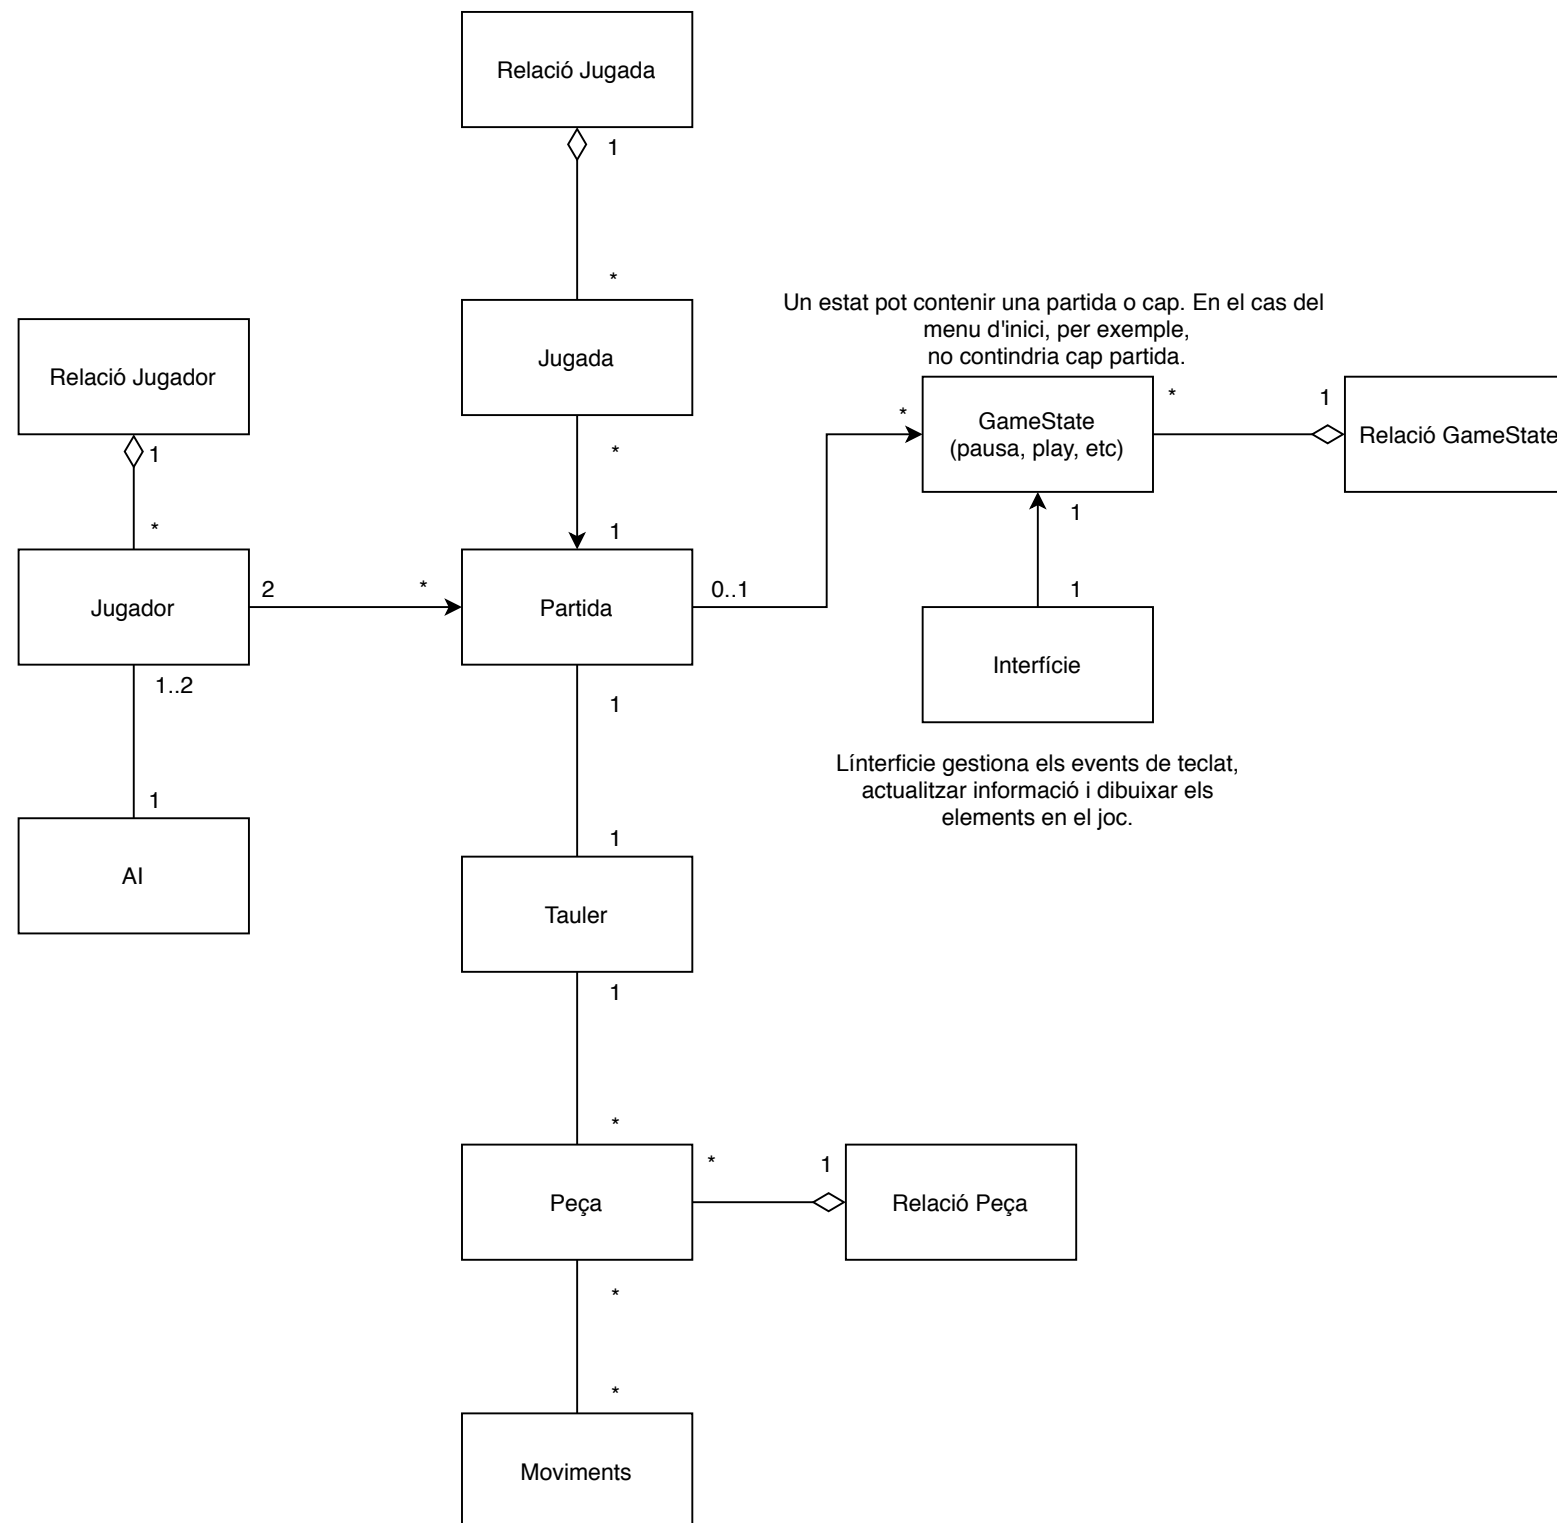 Relació Jugada
1
*
Jugada
*
1
Relació Jugador
1
*
Jugador
2
*
Partida
0..1
*
Un estat pot contenir una partida o cap. En el cas del
menu d'inici, per exemple,
no contindria cap partida.
GameState
(pausa, play, etc)
*
1
Relació GameState
1
1
Interfície
Línterficie gestiona els events de teclat,
actualitzar informació i dibuixar els
elements en el joc.
1..2
1
AI
1
1
Tauler
1
*
Peça
*
1
Relació Peça
*
*
Moviments